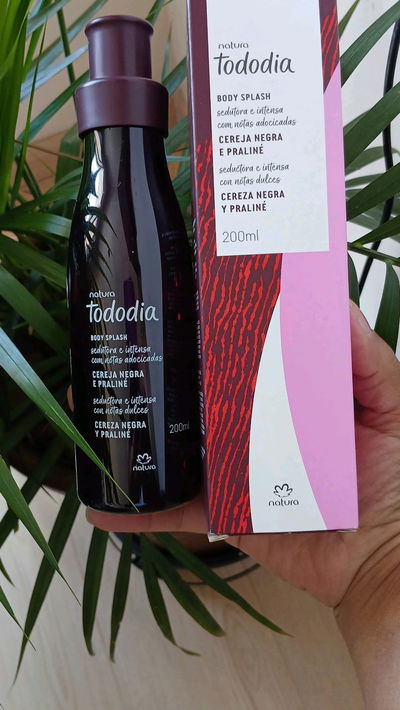 natura
Tododia
BODY SPLASH
sedutora e intensa
com notas adocicadas
CEREJA NEGRA
E PRALINÉ
seductora e intensa
con notas dulces
CEREZA NEGRA
Y PRALINÉ
200ml
natura
natura
Tododia
BODY SPLASH
sedutora e intensa
com notas adocicadas
CEREJA NEGRA
E PRALINÉ
seductora e intensa
con notas dulces
CEREZA NEGRA
Y PRALINÉ
200ml
natura